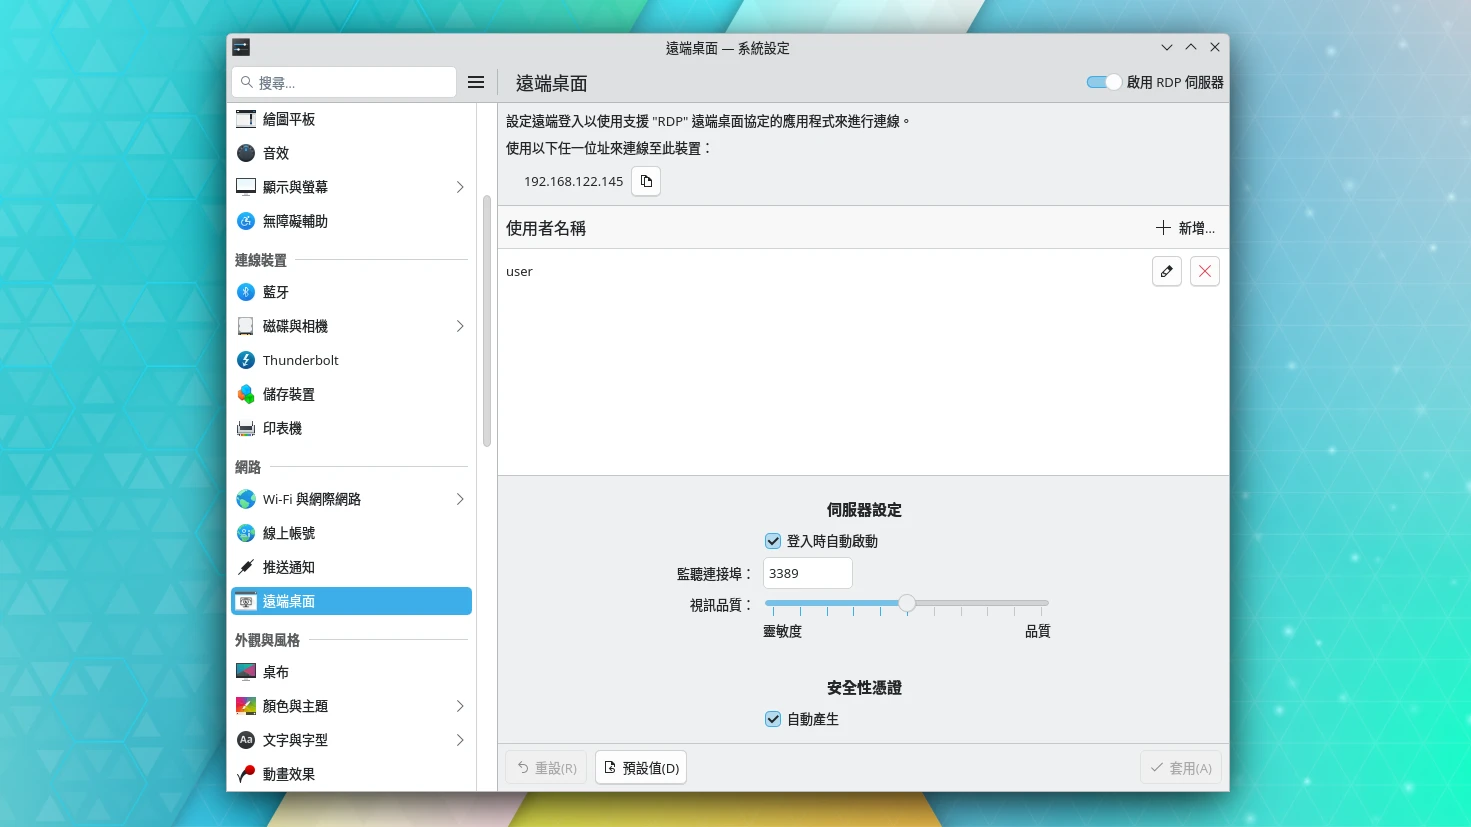 遠端桌面 — 系統設定
搜尋...
遠端桌面
啟用 RDP 伺服器
繪圖平板
音效
顯示與螢幕
無障礙輔助
連線裝置
藍牙
磁碟與相機
Thunderbolt
儲存裝置
印表機
網路
Wi-Fi 與網際網路
線上帳號
推送通知
遠端桌面
外觀與風格
桌布
顏色與主題
Aa
文字與字型
動畫效果
設定遠端登入以使用支援 "RDP" 遠端桌面協定的應用程式來進行連線。
使用以下任一位址來連線至此裝置：
192.168.122.145
使用者名稱
新增...
user
伺服器設定
登入時自動啟動
監聽連接埠：
3389
視訊品質：
靈敏度
品質
安全性憑證
自動產生
重設(R)
預設值(D)
套用(A)